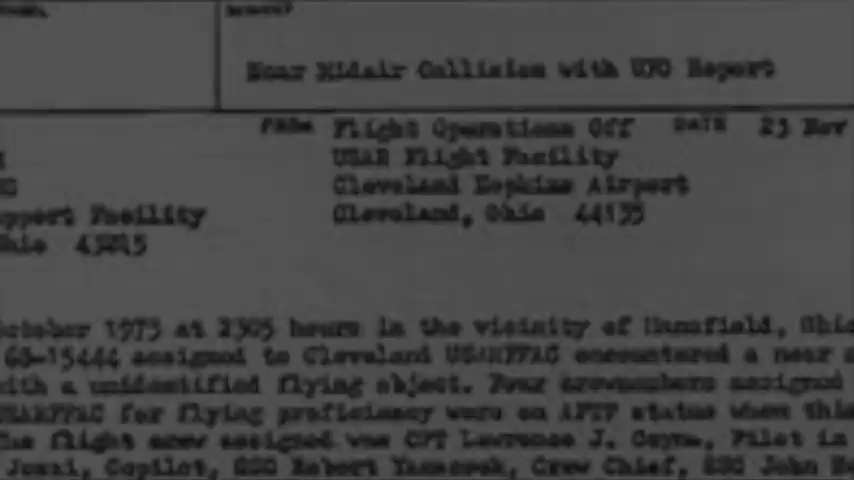 SUBJECT
Near Midair Collision with UFO Report
FROM Flight Operations Off DATE 23 Nov
USAR Flight Facility
Cleveland Hopkins Airport
pport Facility Cleveland, Ohio 44135
hio 43215
October 1973 at 2305 hours in the vicinity of Mansfield, Ohio
68-15444 assigned to Cleveland USARFFAC encountered a near
with a unidentified flying object. Four crewmembers assigned
USARFFAC for flying proficiency were on AFTP status when this
The flight crew assigned was CPT Lawrence J. Coyne, Pilot in
Jezzi, Copilot, SSG Robert Yanacsek, Crew Chief, SSG John